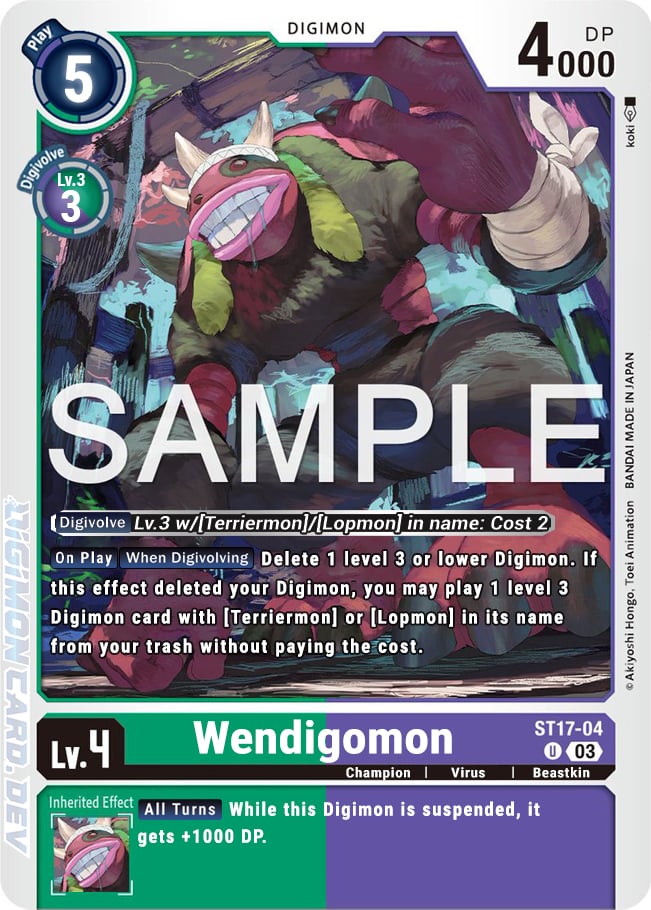 DIGIMON
Play
5
DP
4000
Digivolve
Lv.3
3
koki
SAMPLE
Digivolve Lv.3 w/[Terriermon]/[Lopmon] in name: Cost 2
On Play When Digivolving Delete 1 level 3 or lower Digimon. If
this effect deleted your Digimon, you may play 1 level 3
Digimon card with [Terriermon] or [Lopmon] in its name
from your trash without paying the cost.
© Akiyoshi Hongo, Toei Animation BANDAI MADE IN JAPAN
DIGIMONCARD.DEV
Lv.4
Wendigomon
ST17-04
U 03
Champion | Virus | Beastkin
Inherited Effect
All Turns While this Digimon is suspended, it
gets +1000 DP.